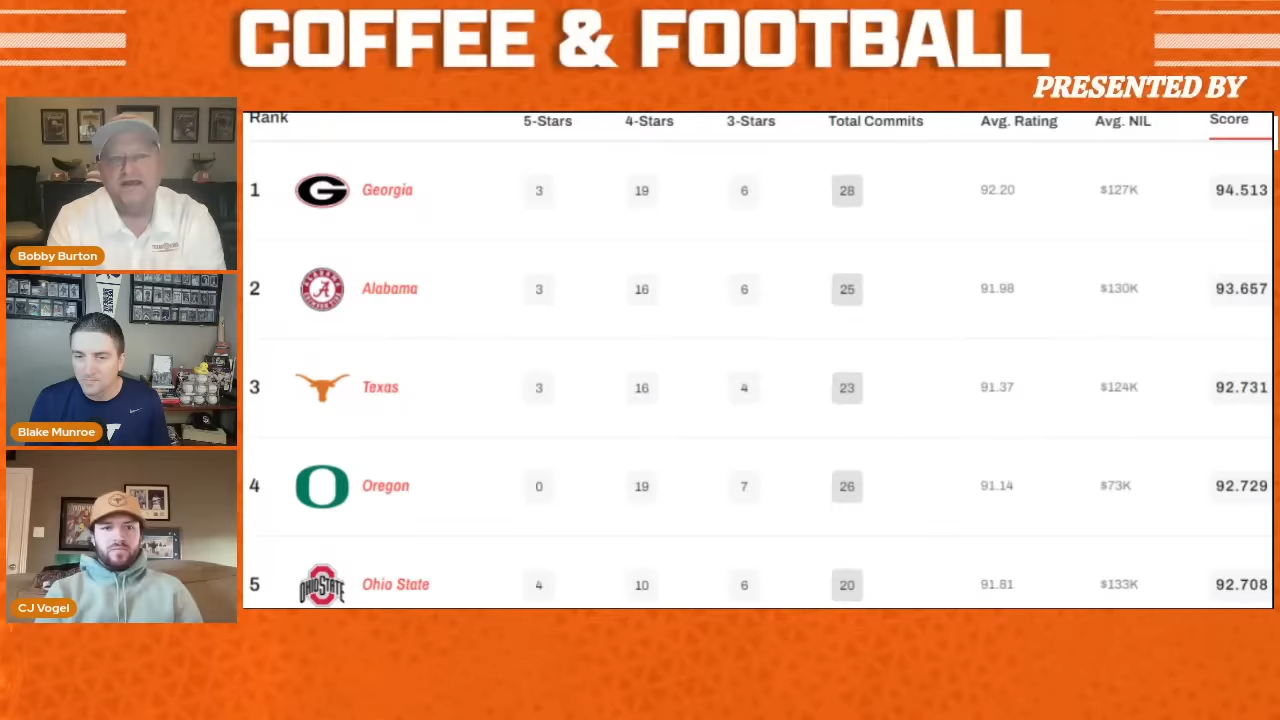 COFFEE & FOOTBALL
PRESENTED BY
Bobby Burton
Blake Munroe
CJ Vogel
Rank 5-Stars 4-Stars 3-Stars Total Commits Avg. Rating Avg. NIL Score
1 G Georgia 3 19 6 28 92.20 $127K 94.513
2 A Alabama 3 16 6 25 91.98 $130K 93.657
3 Texas 3 16 4 23 91.37 $124K 92.731
4 O Oregon 0 19 7 26 91.14 $73K 92.729
5 OHIO STATE Ohio State 4 10 6 20 91.81 $133K 92.708